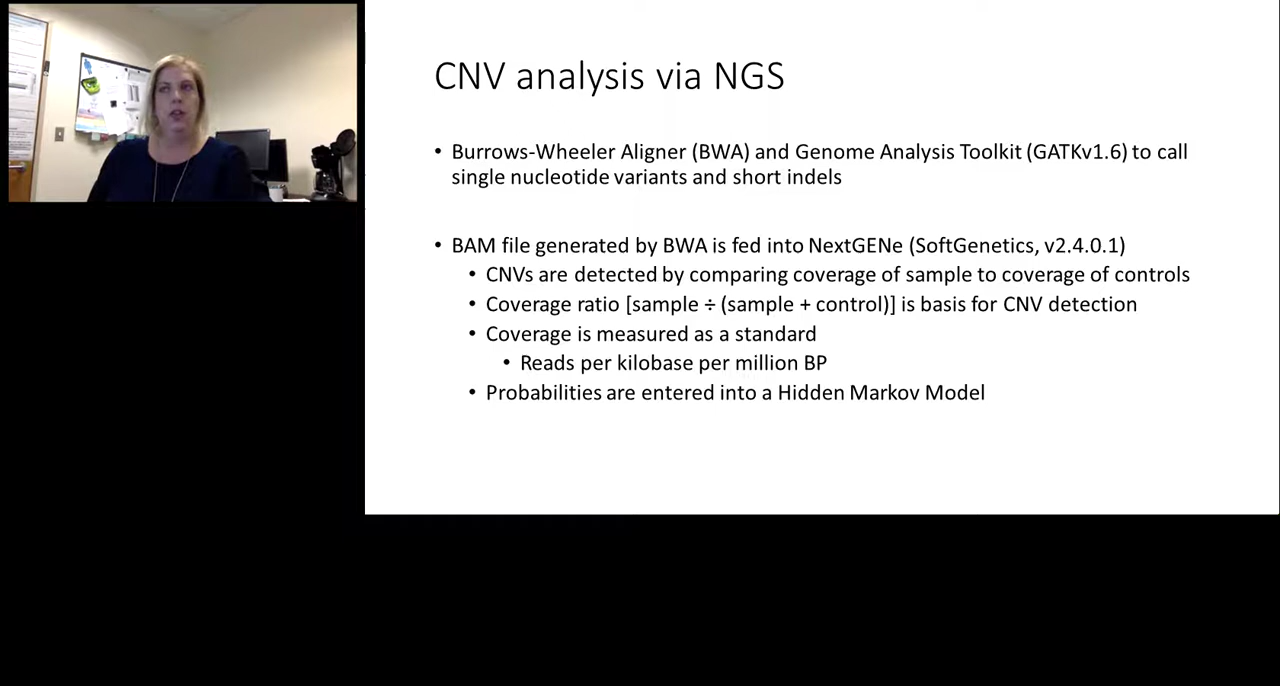 CNV analysis via NGS
• Burrows-Wheeler Aligner (BWA) and Genome Analysis Toolkit (GATKv1.6) to call
single nucleotide variants and short indels
• BAM file generated by BWA is fed into NextGENe (SoftGenetics, v2.4.0.1)
• CNVs are detected by comparing coverage of sample to coverage of controls
• Coverage ratio [sample ÷ (sample + control)] is basis for CNV detection
• Coverage is measured as a standard
• Reads per kilobase per million BP
• Probabilities are entered into a Hidden Markov Model